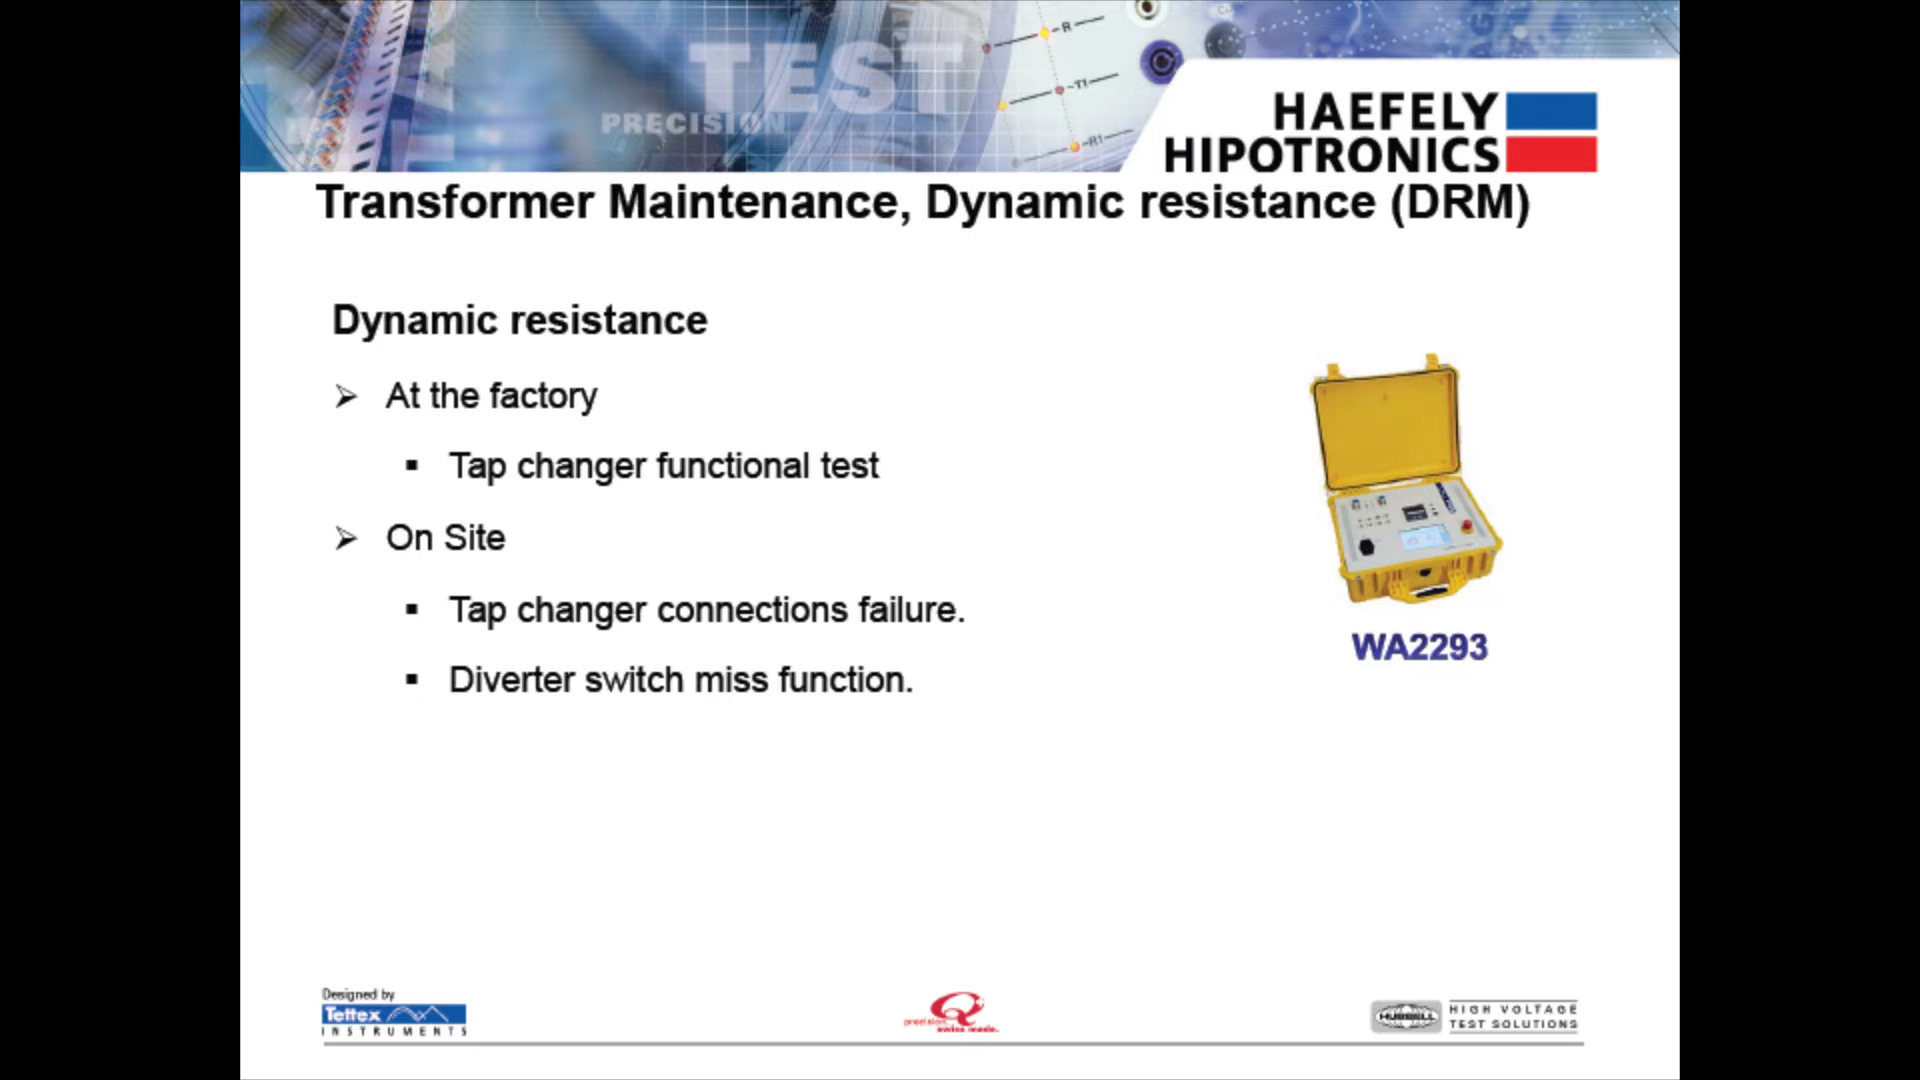 TEST
PRECISION
R
T1
R1
HAEFELY
HIPOTRONICS
Transformer Maintenance, Dynamic resistance (DRM)
Dynamic resistance
At the factory
Tap changer functional test
On Site
Tap changer connections failure.
Diverter switch miss function.
WA2293
Designed by
Tettex
INSTRUMENTS
precision.
swiss made.
HUBBELL
HIGH VOLTAGE
TEST SOLUTIONS